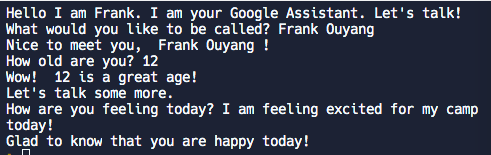 Hello I am Frank. I am your Google Assistant. Let's talk!
What would you like to be called? Frank Ouyang
Nice to meet you,  Frank Ouyang !
How old are you? 12
Wow!  12 is a great age!
Let's talk some more.
How are you feeling today? I am feeling excited for my camp
today!
Glad to know that you are happy today!